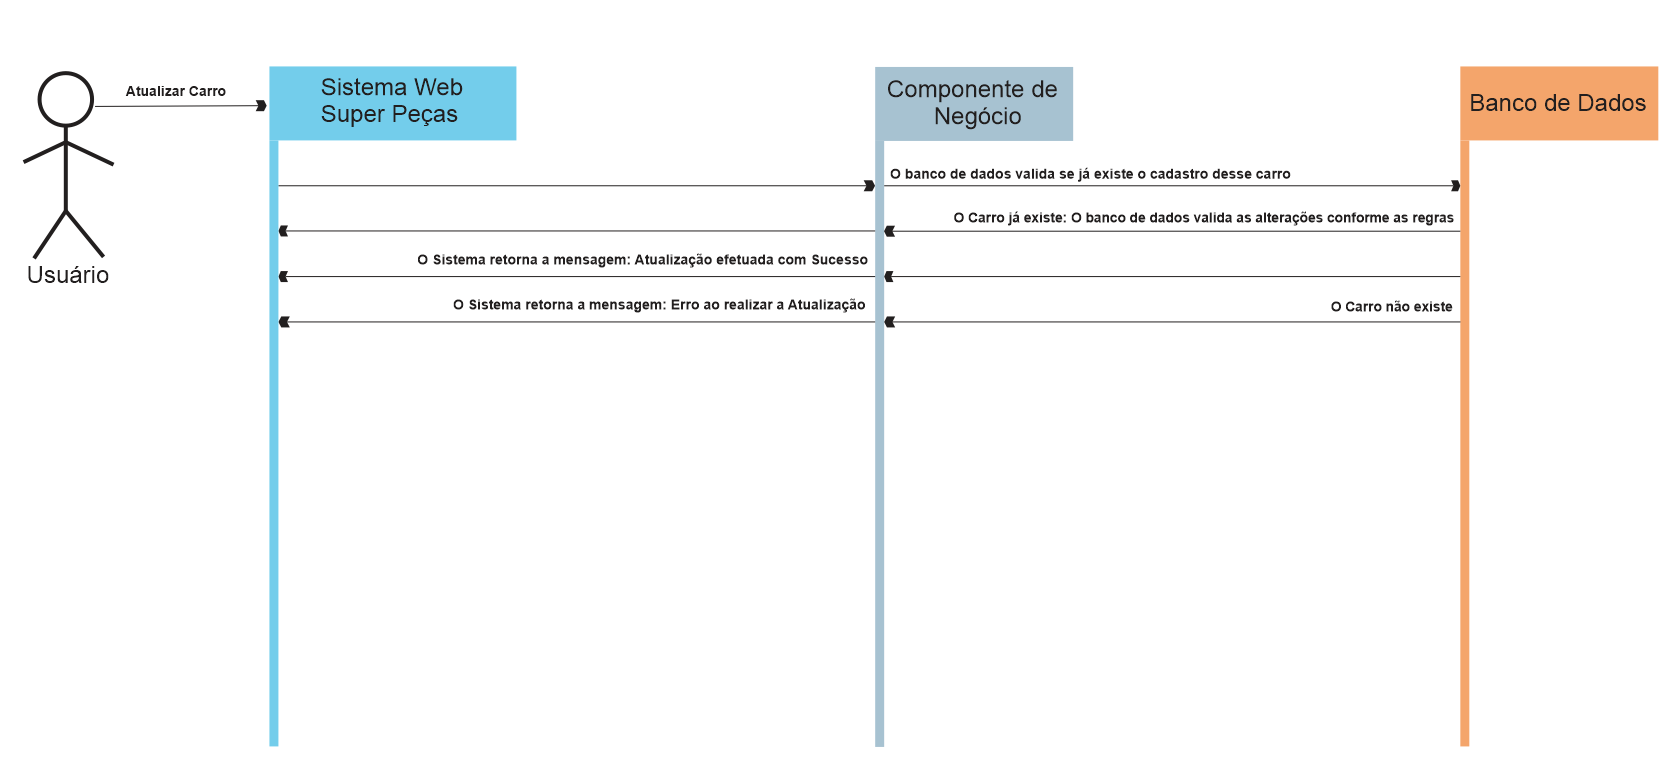 Atualizar Carro
Sistema Web
Super Peças
Componente de
Negócio
Banco de Dados
O banco de dados valida se já existe o cadastro desse carro
O Carro já existe: O banco de dados valida as alterações conforme as regras
O Sistema retorna a mensagem: Atualização efetuada com Sucesso
Usuário
O Sistema retorna a mensagem: Erro ao realizar a Atualização
O Carro não existe